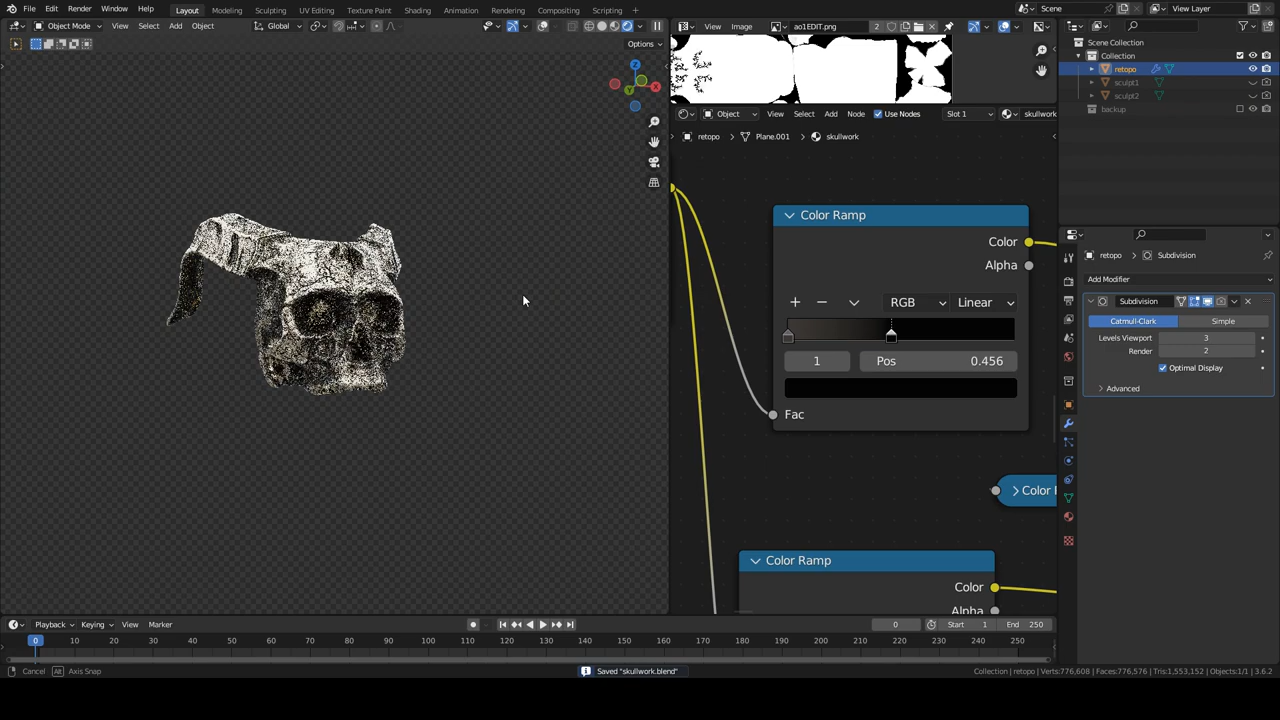 File Edit Render Window Help Layout Modeling Sculpting UV Editing Texture Paint Shading Animation Rendering Compositing Scripting Scene View Layer
Object Mode View Select Add Object Global View Image ao1EDIT.png 2
Options
Scene Collection
Collection
retopo
sculpt1
sculpt2
backup
Object View Select Add Node Use Nodes Slot 1 skullwork
retopo Plane.001 skullwork
Color Ramp
Color
Alpha
RGB Linear
1 Pos 0.456
Fac
Color
Color Ramp
Color
Alpha
retopo Subdivision
Add Modifier
Subdivision
Catmull-Clark Simple
Levels Viewport 3
Render 2
Optimal Display
Advanced
Playback Keying View Marker 0 Start 1 End 250
0 10 20 30 40 50 60 70 80 90 100 110 120 130 140 150 160 170 180 190 200 210 220 230 240 250
Cancel Alt Axis Snap Saved "skullwork.blend" Collection | retopo | Verts:776,608 | Faces:776,576 | Tris:1,553,152 | Objects:1/1 | 3.6.2